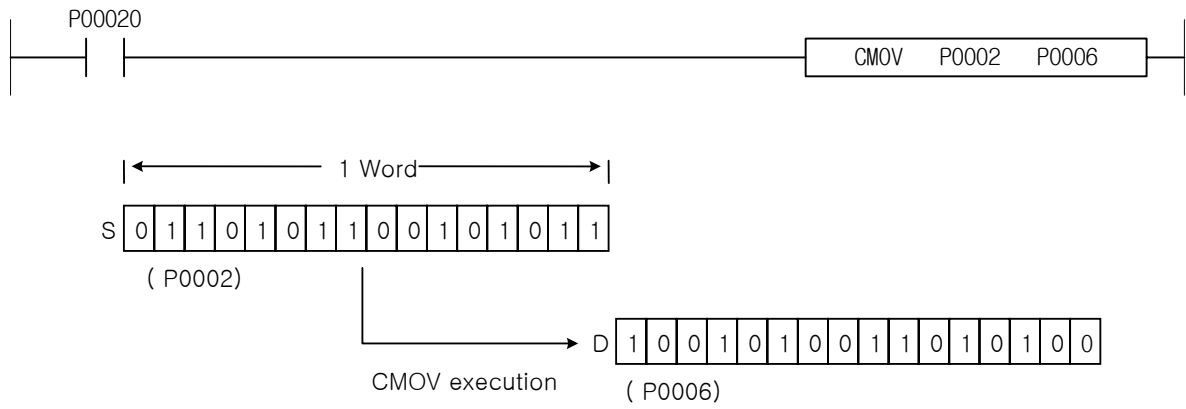 P00020
CMOV P0002 P0006
1 Word
S 0 1 1 0 1 0 1 1 0 0 1 0 1 0 1 1
( P0002)
D 1 0 0 1 0 1 0 0 1 1 0 1 0 1 0 0
CMOV execution
( P0006)